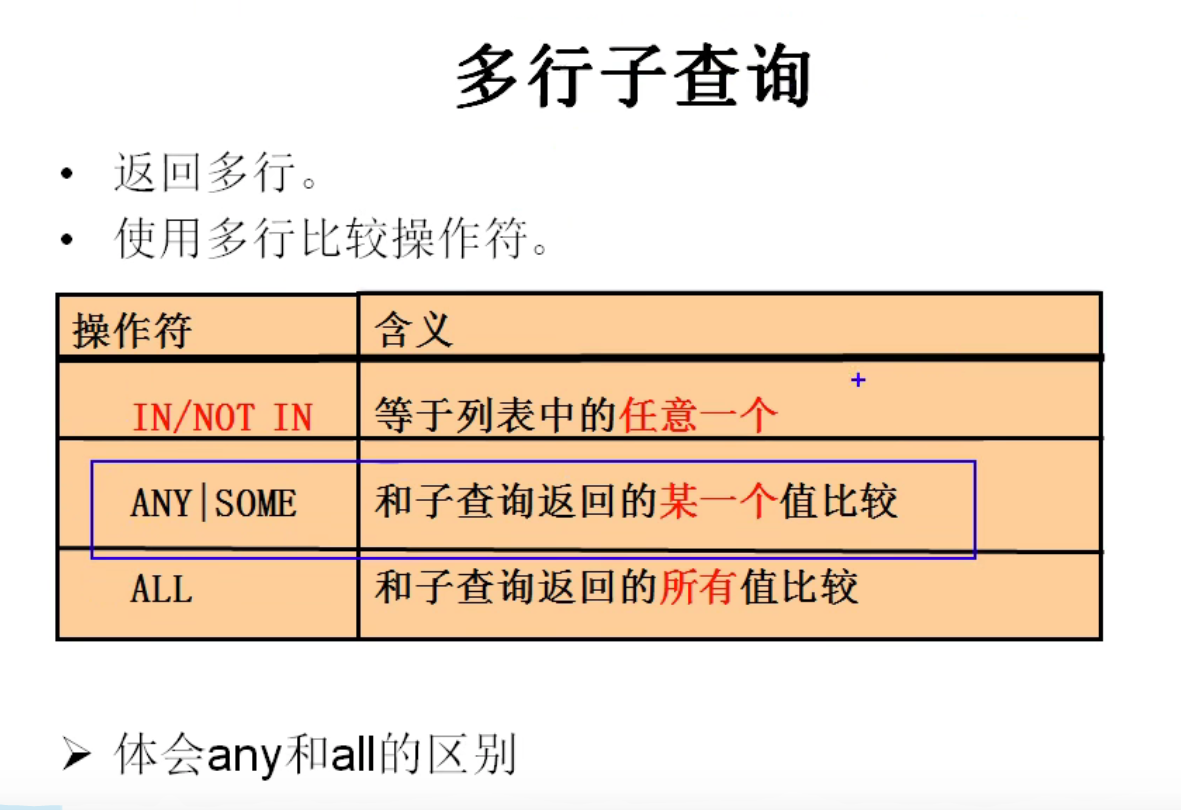 多行子查询
• 返回多行。
• 使用多行比较操作符。
操作符 含义
IN/NOT IN 等于列表中的任意一个
ANY|SOME 和子查询返回的某一个值比较
ALL 和子查询返回的所有值比较
➢ 体会any和all的区别